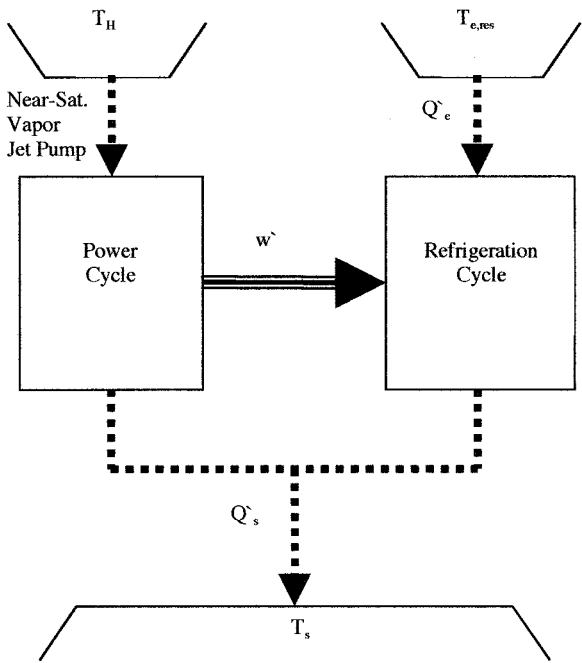 T_H
T_e,res
Near-Sat.
Vapor
Jet Pump
Q`_e
Power
Cycle
w`
Refrigeration
Cycle
Q`_s
T_s